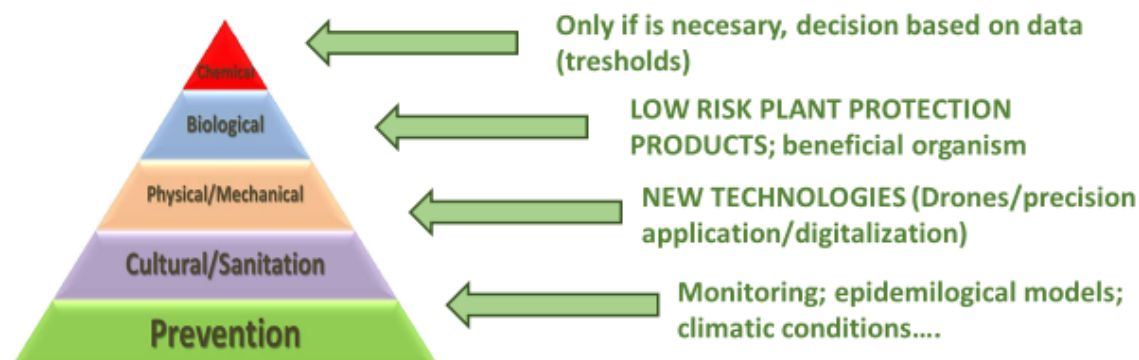 Only if is necesary, decision based on data
(tresholds)
Chemical
LOW RISK PLANT PROTECTION
PRODUCTS; beneficial organism
Biological
NEW TECHNOLOGIES (Drones/precision
application/digitalization)
Physical/Mechanical
Cultural/Sanitation
Monitoring; epidemilogical models;
climatic conditions....
Prevention